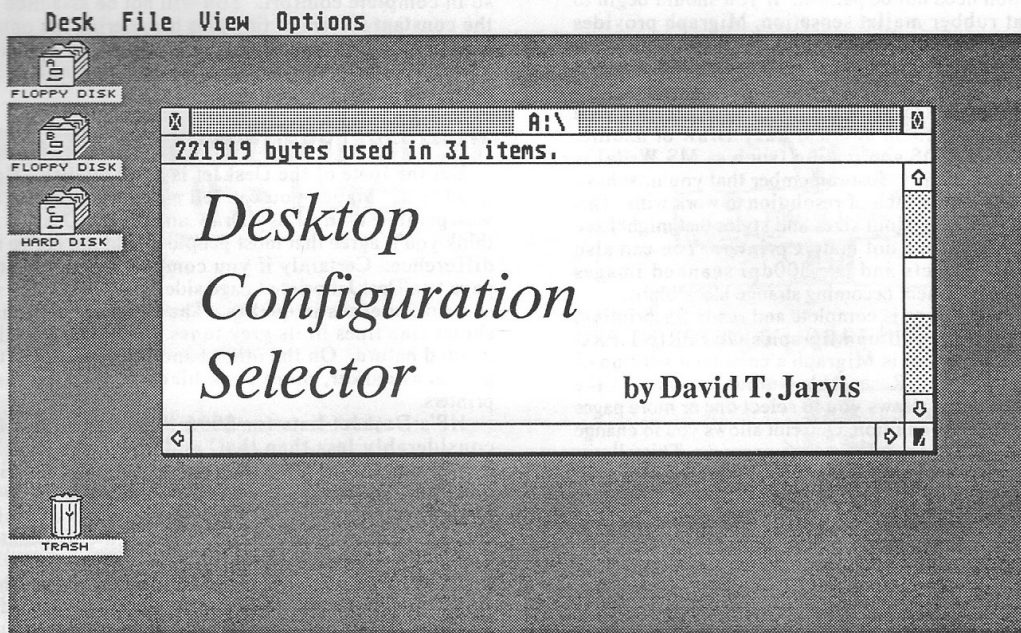 Desk File View Options
A
FLOPPY DISK
B
FLOPPY DISK
C
HARD DISK
TRASH
A:\
221919 bytes used in 31 items.
Desktop
Configuration
Selector
by David T. Jarvis